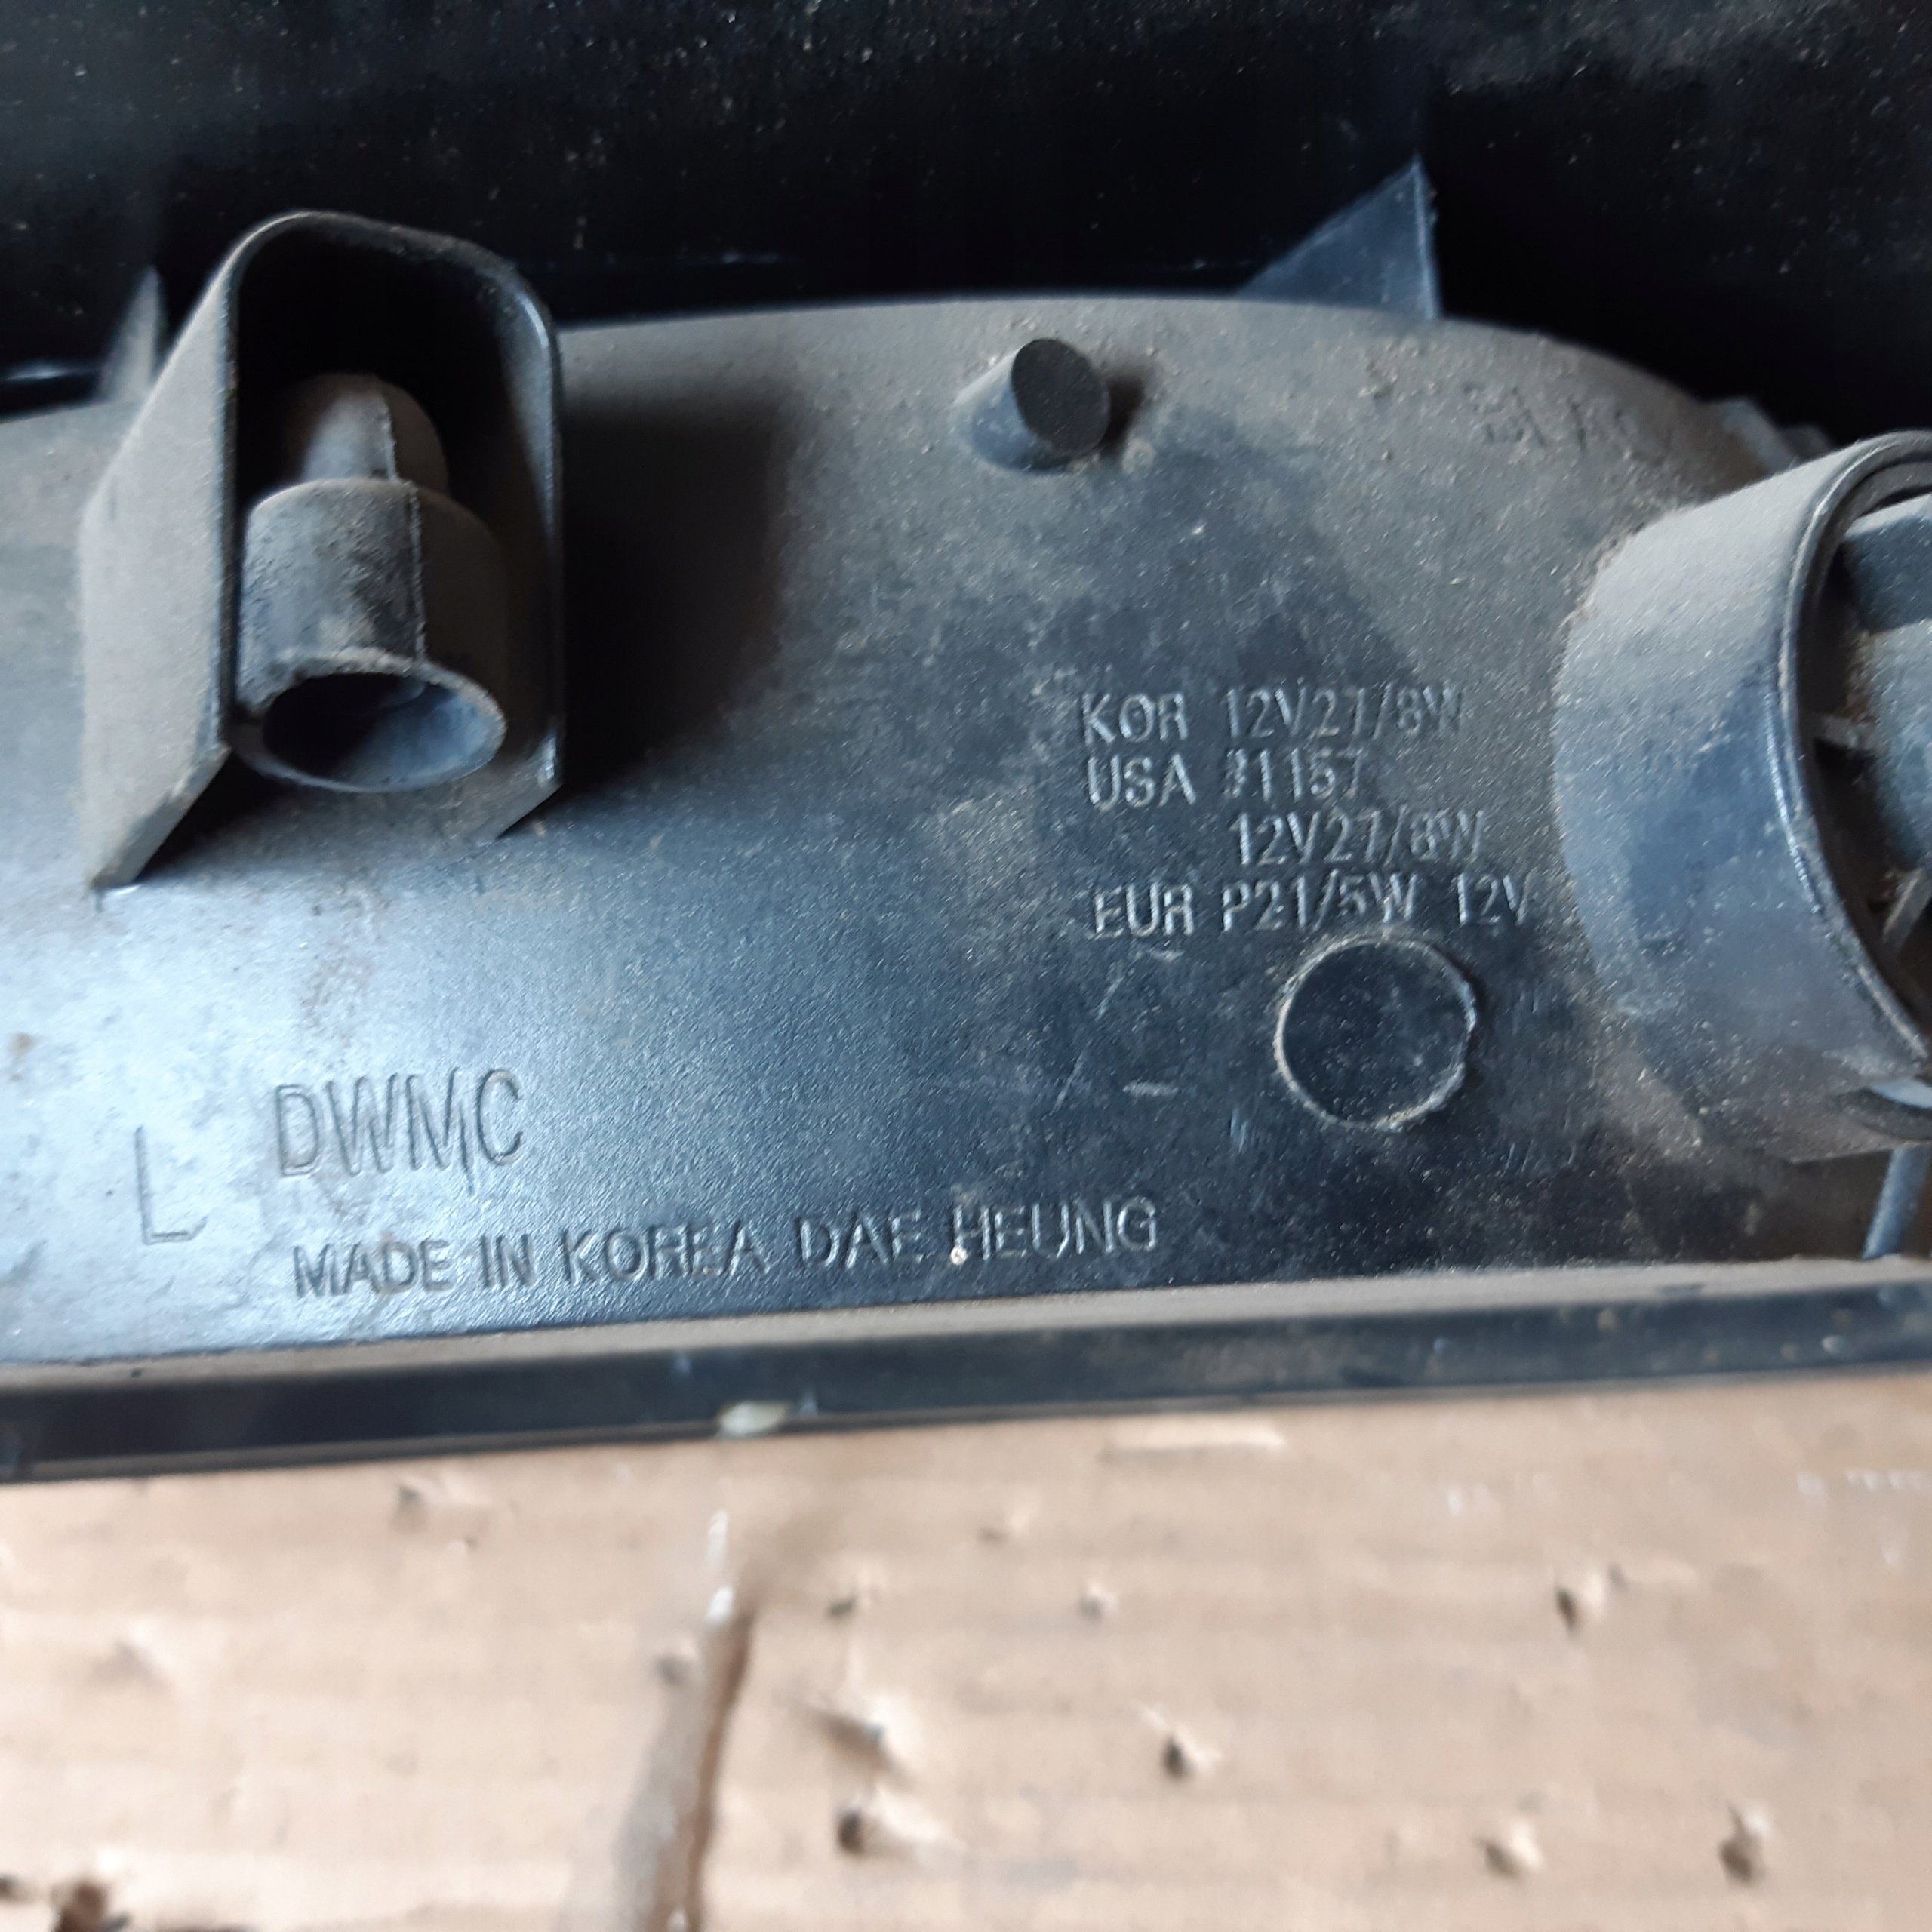 KOR 12V27/8W
USA #1157
12V27/8W
EUR P21/5W 12V
L DWMC
MADE IN KOREA DAE HEUNG